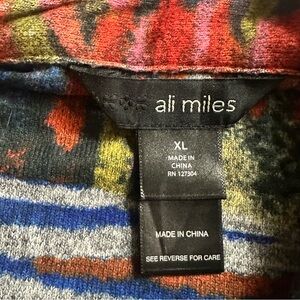 ali miles
XL
MADE IN
CHINA
RN 127304
MADE IN CHINA
SEE REVERSE FOR CARE